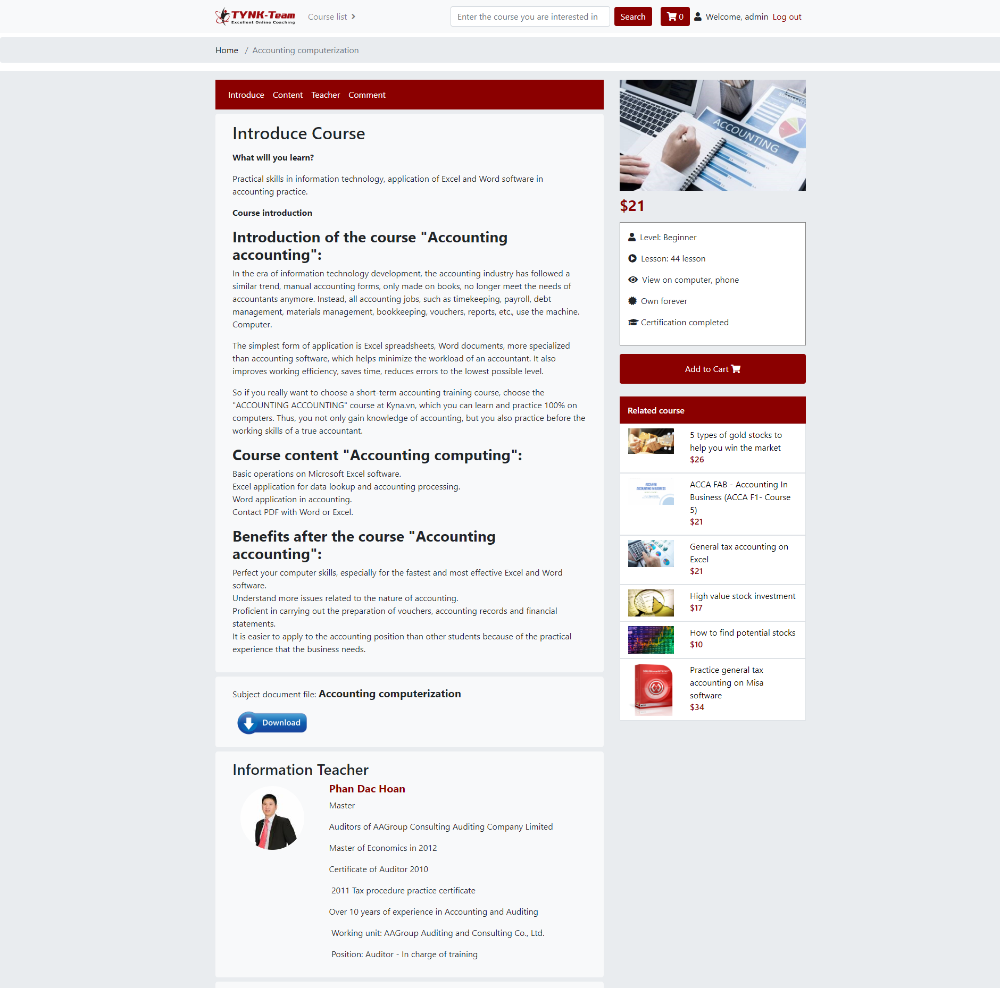 TYNK-Team
Excellent Online Coaching
Course list
Enter the course you are interested in
Search
0
Welcome, admin
Log out
Home / Accounting computerization
Introduce Content Teacher Comment
Introduce Course
What will you learn?
Practical skills in information technology, application of Excel and Word software in
accounting practice.
Course introduction
Introduction of the course "Accounting
accounting":
In the era of information technology development, the accounting industry has followed a
similar trend, manual accounting forms, only made on books, no longer meet the needs of
accountants anymore. Instead, all accounting jobs, such as timekeeping, payroll, debt
management, materials management, bookkeeping, vouchers, reports, etc., use the machine.
Computer.
The simplest form of application is Excel spreadsheets, Word documents, more specialized
than accounting software, which helps minimize the workload of an accountant. It also
improves working efficiency, saves time, reduces errors to the lowest possible level.
So if you really want to choose a short-term accounting training course, choose the
"ACCOUNTING ACCOUNTING" course at Kyna.vn, which you can learn and practice 100% on
computers. Thus, you not only gain knowledge of accounting, but you also practice before the
working skills of a true accountant.
Course content "Accounting computing":
Basic operations on Microsoft Excel software.
Excel application for data lookup and accounting processing.
Word application in accounting.
Contact PDF with Word or Excel.
Benefits after the course "Accounting
accounting":
Perfect your computer skills, especially for the fastest and most effective Excel and Word
software.
Understand more issues related to the nature of accounting.
Proficient in carrying out the preparation of vouchers, accounting records and financial
statements.
It is easier to apply to the accounting position than other students because of the practical
experience that the business needs.
Subject document file: Accounting computerization
Download
Information Teacher
Phan Dac Hoan
Master
Auditors of AAGroup Consulting Auditing Company Limited
Master of Economics in 2012
Certificate of Auditor 2010
2011 Tax procedure practice certificate
Over 10 years of experience in Accounting and Auditing
Working unit: AAGroup Auditing and Consulting Co., Ltd.
Position: Auditor - In charge of training
SUMMARY
ACCOUNTING
$21
Level: Beginner
Lesson: 44 lesson
View on computer, phone
Own forever
Certification completed
Add to Cart
Related course
5 types of gold stocks to
help you win the market
$26
ACCA FAB
ACCOUNTING IN BUSINESS
ACCA FAB - Accounting In
Business (ACCA F1- Course
5)
$21
General tax accounting on
Excel
$21
High value stock investment
$17
How to find potential stocks
$10
Practice general tax
accounting on Misa
software
$34